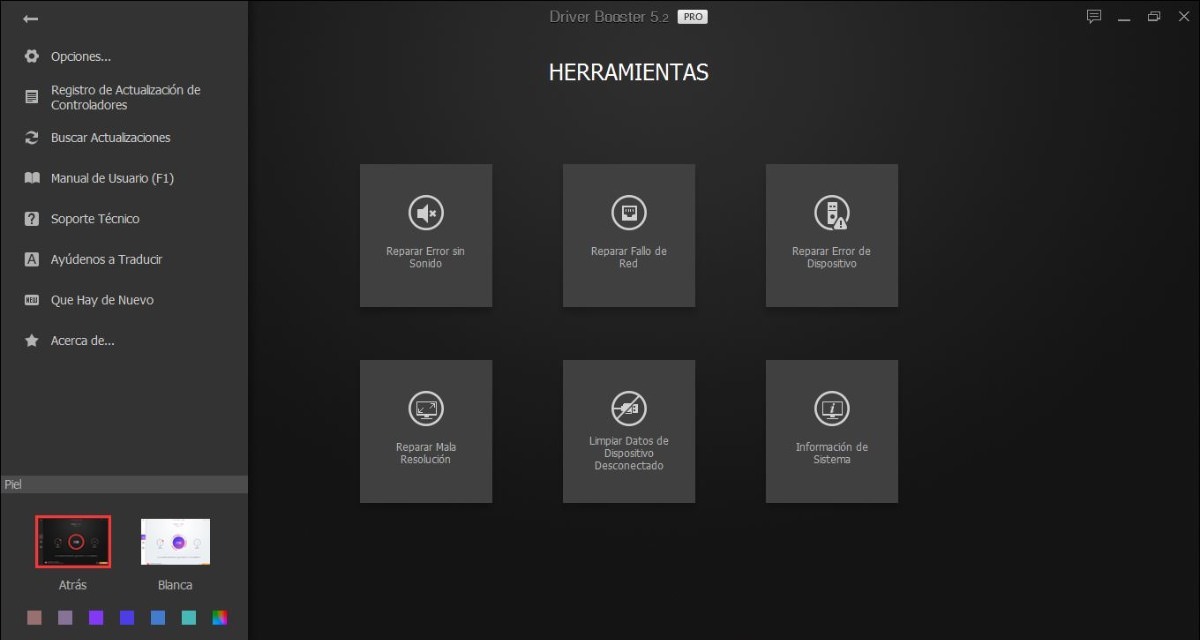 Driver Booster 5.2 PRO
Opciones...
Registro de Actualización de
Controladores
Buscar Actualizaciones
Manual de Usuario (F1)
Soporte Técnico
Ayúdenos a Traducir
Que Hay de Nuevo
Acerca de...
Piel
Atrás
Blanca
HERRAMIENTAS
Reparar Error sin
Sonido
Reparar Fallo de
Red
Reparar Error de
Dispositivo
Reparar Mala
Resolución
Limpiar Datos de
Dispositivo
Desconectado
Información de
Sistema